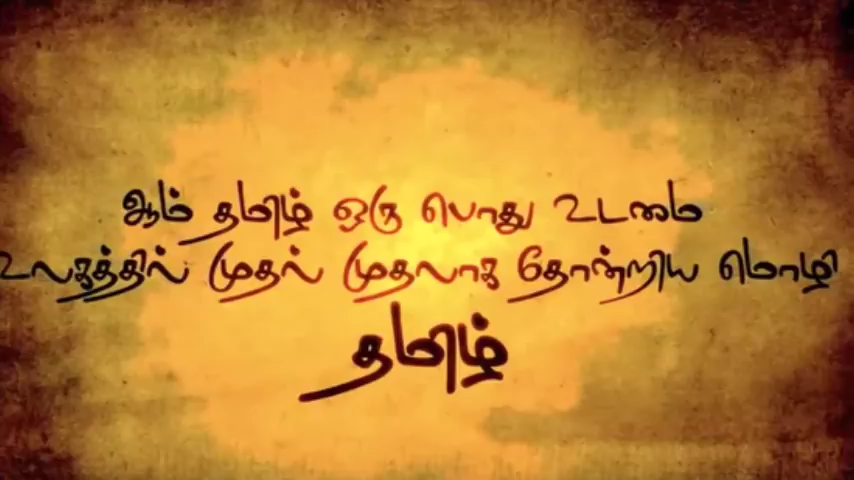 ஆம் தமிழ் ஒரு பொது உடமை
உலகத்தில் முதல் முதலாக தோன்றிய மொழி
தமிழ்